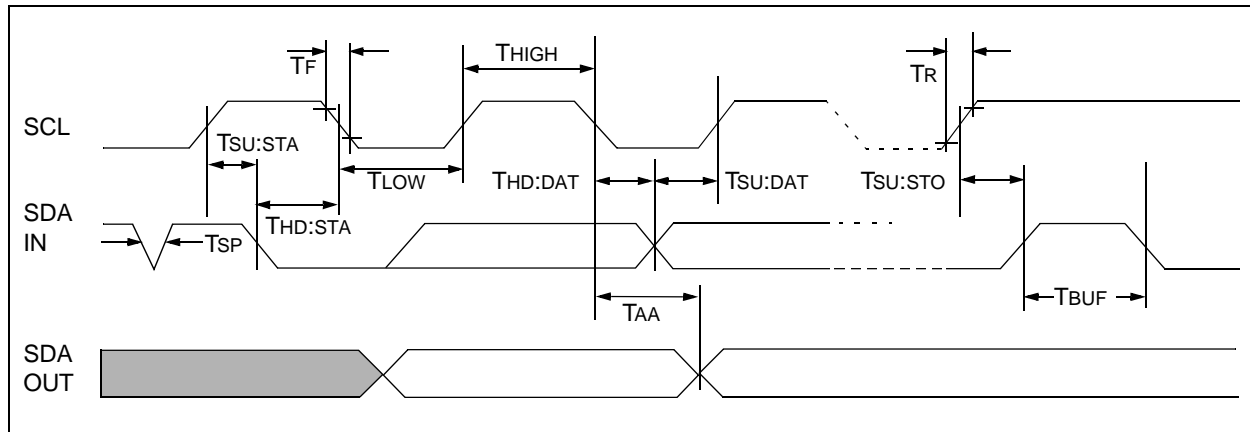 TF
THIGH
TR
SCL
TSU:STA
TLOW
THD:DAT
TSU:DAT
TSU:STO
SDA
IN
TSP
THD:STA
TAA
TBUF
SDA
OUT